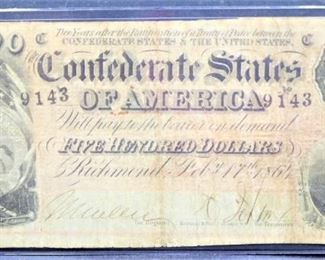 00 C Two Years after the Ratification of a Treaty of Peace between the C
CONFEDERATE STATES & THE UNITED STATES.
Confederate States
9143 OF AMERICA 9143
Will pay to the bearer on demand
FIVE HUNDRED DOLLARS
Richmond, Feb. 17th 1864